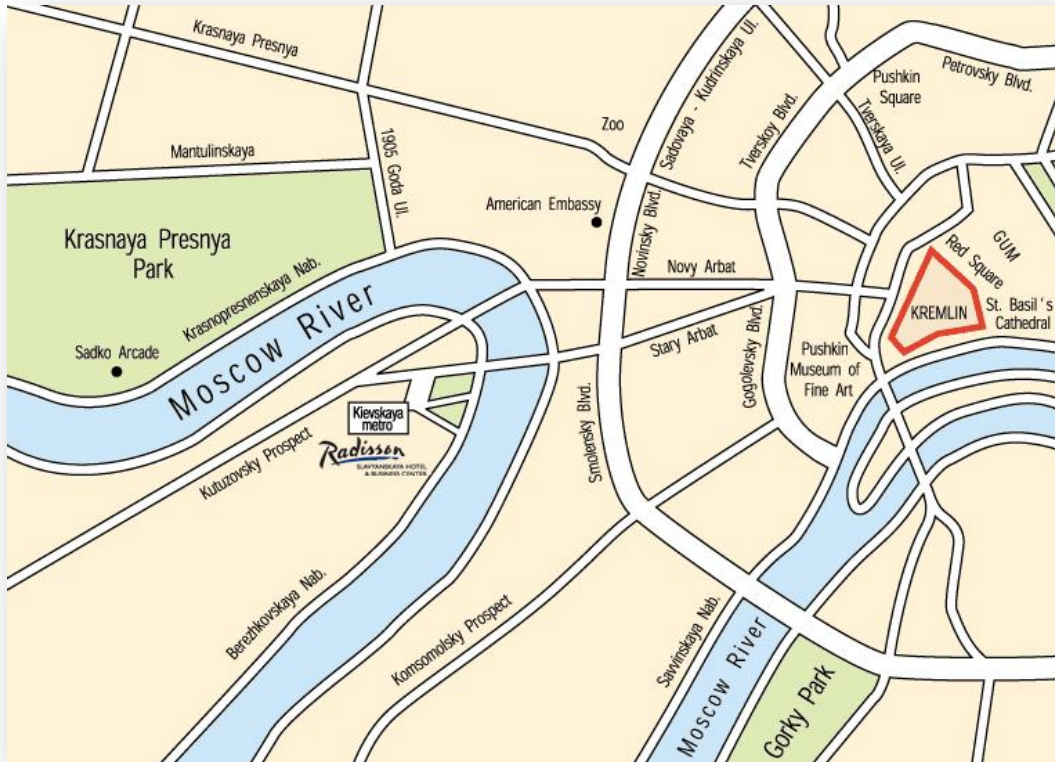 Krasnaya Presnya
Sadovaya - Kudrinskaya Ul.
Petrovsky Blvd.
Pushkin
Square
Zoo
Tverskoy Blvd.
Tverskaya Ul.
Mantulinskaya
1905 Goda Ul.
American Embassy
Novinsky Blvd.
Krasnaya Presnya
Park
Novy Arbat
Red Square
GUM
Krasnopresnenskaya Nab.
Moscow River
KREMLIN
St. Basil's
Cathedral
Stary Arbat
Sadko Arcade
Gogolevsky Blvd.
Pushkin
Museum of
Fine Art
Kievskaya
metro
Smolensky Blvd.
Radisson
SLAVYANSKAYA HOTEL
& BUSINESS CENTER
Kutuzovsky Prospect
Berezhkovskaya Nab.
Komsomolsky Prospect
Savvinskaya Nab.
Moscow River
Gorky Park